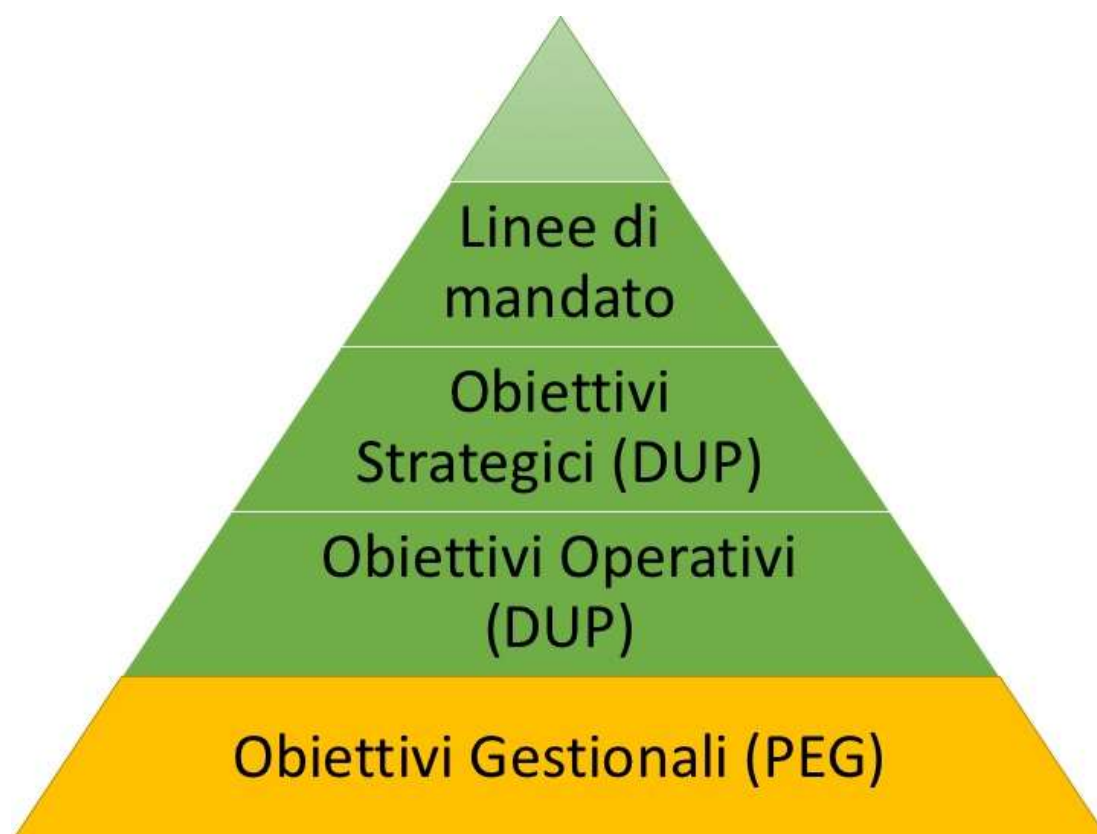 Linee di
mandato
Obiettivi
Strategici (DUP)
Obiettivi Operativi
(DUP)
Obiettivi Gestionali (PEG)